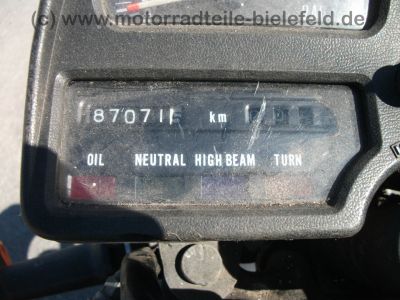 (c) www.motorradteile-bielefeld.de
87071 km
OIL NEUTRAL HIGH BEAM TURN